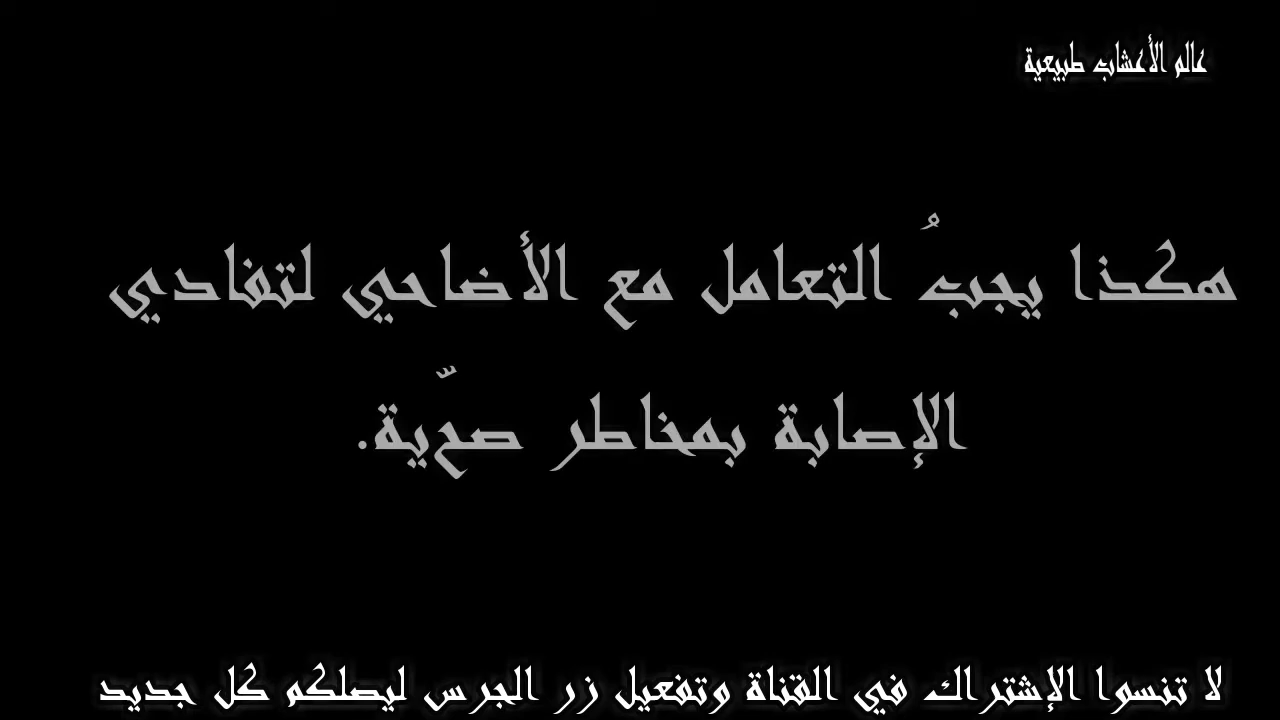 عالم الأعشاب طبيعية
هكذا يجبُ التعامل مع الأضاحي لتفادي
الإصابة بمخاطر صحّية.
لا تنسوا الإشتراك في القناة وتفعيل زر الجرس ليصلكم كل جديد